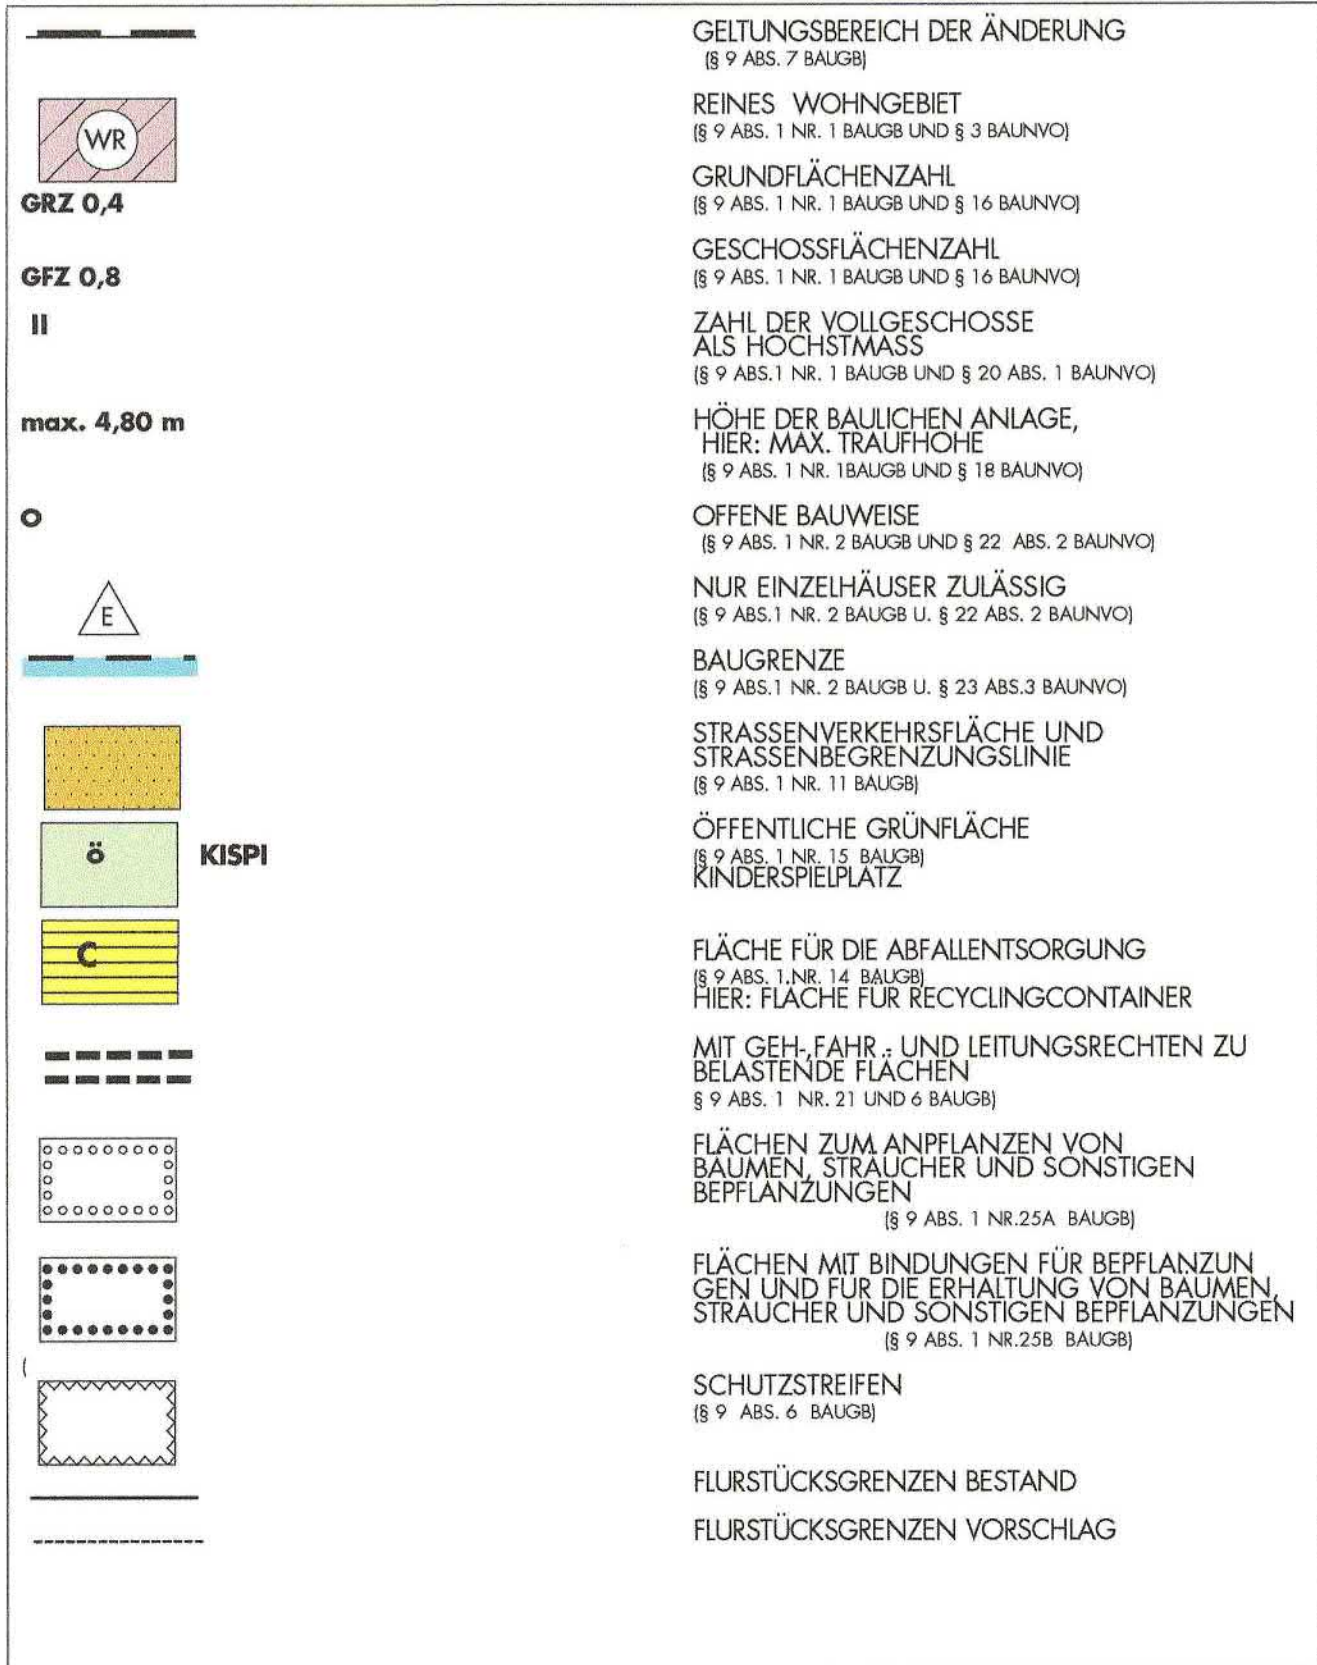 GELTUNGSBEREICH DER ÄNDERUNG
(§ 9 ABS. 7 BAUGB)
WR
REINES WOHNGEBIET
(§ 9 ABS. 1 NR. 1 BAUGB UND § 3 BAUNVO)
GRZ 0,4
GRUNDFLÄCHENZAHL
(§ 9 ABS. 1 NR. 1 BAUGB UND § 16 BAUNVO)
GFZ 0,8
GESCHOSSFLÄCHENZAHL
(§ 9 ABS. 1 NR. 1 BAUGB UND § 16 BAUNVO)
II
ZAHL DER VOLLGESCHOSSE
ALS HÖCHSTMASS
(§ 9 ABS.1 NR. 1 BAUGB UND § 20 ABS. 1 BAUNVO)
max. 4,80 m
HÖHE DER BAULICHEN ANLAGE,
HIER: MAX. TRAUFHÖHE
(§ 9 ABS. 1 NR. 1BAUGB UND § 18 BAUNVO)
O
OFFENE BAUWEISE
(§ 9 ABS. 1 NR. 2 BAUGB UND § 22 ABS. 2 BAUNVO)
E
NUR EINZELHÄUSER ZULÄSSIG
(§ 9 ABS.1 NR. 2 BAUGB U. § 22 ABS. 2 BAUNVO)
BAUGRENZE
(§ 9 ABS.1 NR. 2 BAUGB U. § 23 ABS.3 BAUNVO)
STRASSENVERKEHRSFLÄCHE UND
STRASSENBEGRENZUNGSLINIE
(§ 9 ABS. 1 NR. 11 BAUGB)
ö KISPI
ÖFFENTLICHE GRÜNFLÄCHE
(§ 9 ABS. 1 NR. 15 BAUGB)
KINDERSPIELPLATZ
C
FLÄCHE FÜR DIE ABFALLENTSORGUNG
(§ 9 ABS. 1.NR. 14 BAUGB)
HIER: FLÄCHE FÜR RECYCLINGCONTAINER
MIT GEH-,FAHR.- UND LEITUNGSRECHTEN ZU
BELASTENDE FLÄCHEN
§ 9 ABS. 1 NR. 21 UND 6 BAUGB)
FLÄCHEN ZUM ANPFLANZEN VON
BÄUMEN, STRÄUCHER UND SONSTIGEN
BEPFLANZUNGEN
(§ 9 ABS. 1 NR.25A BAUGB)
FLÄCHEN MIT BINDUNGEN FÜR BEPFLANZUN
GEN UND FÜR DIE ERHALTUNG VON BÄUMEN,
STRÄUCHER UND SONSTIGEN BEPFLANZUNGEN
(§ 9 ABS. 1 NR.25B BAUGB)
(
SCHUTZSTREIFEN
(§ 9 ABS. 6 BAUGB)
FLURSTÜCKSGRENZEN BESTAND
FLURSTÜCKSGRENZEN VORSCHLAG